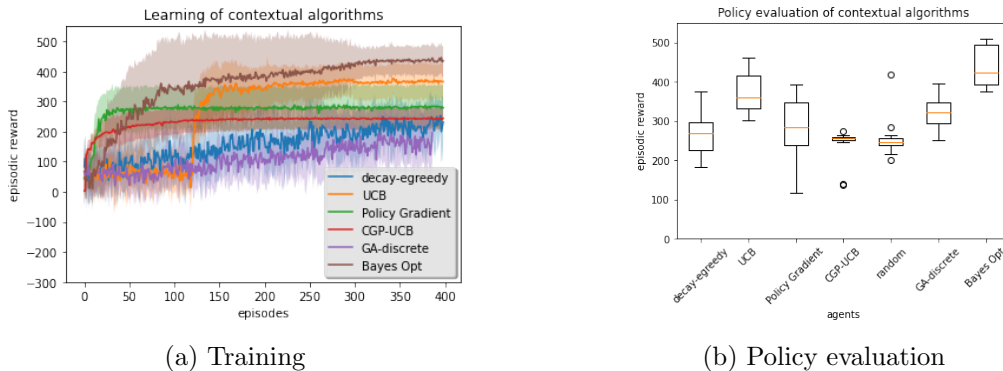 Learning of contextual algorithms
500
400
300
200
100
0
−100
−200
−300
episodic reward
0
50
100
150
200
250
300
350
400
episodes
decay-egreedy
UCB
Policy Gradient
CGP-UCB
GA-discrete
Bayes Opt
(a) Training
Policy evaluation of contextual algorithms
500
400
300
200
100
0
episodic reward
decay-egreedy
UCB
Policy Gradient
CGP-UCB
random
GA-discrete
Bayes Opt
agents
(b) Policy evaluation